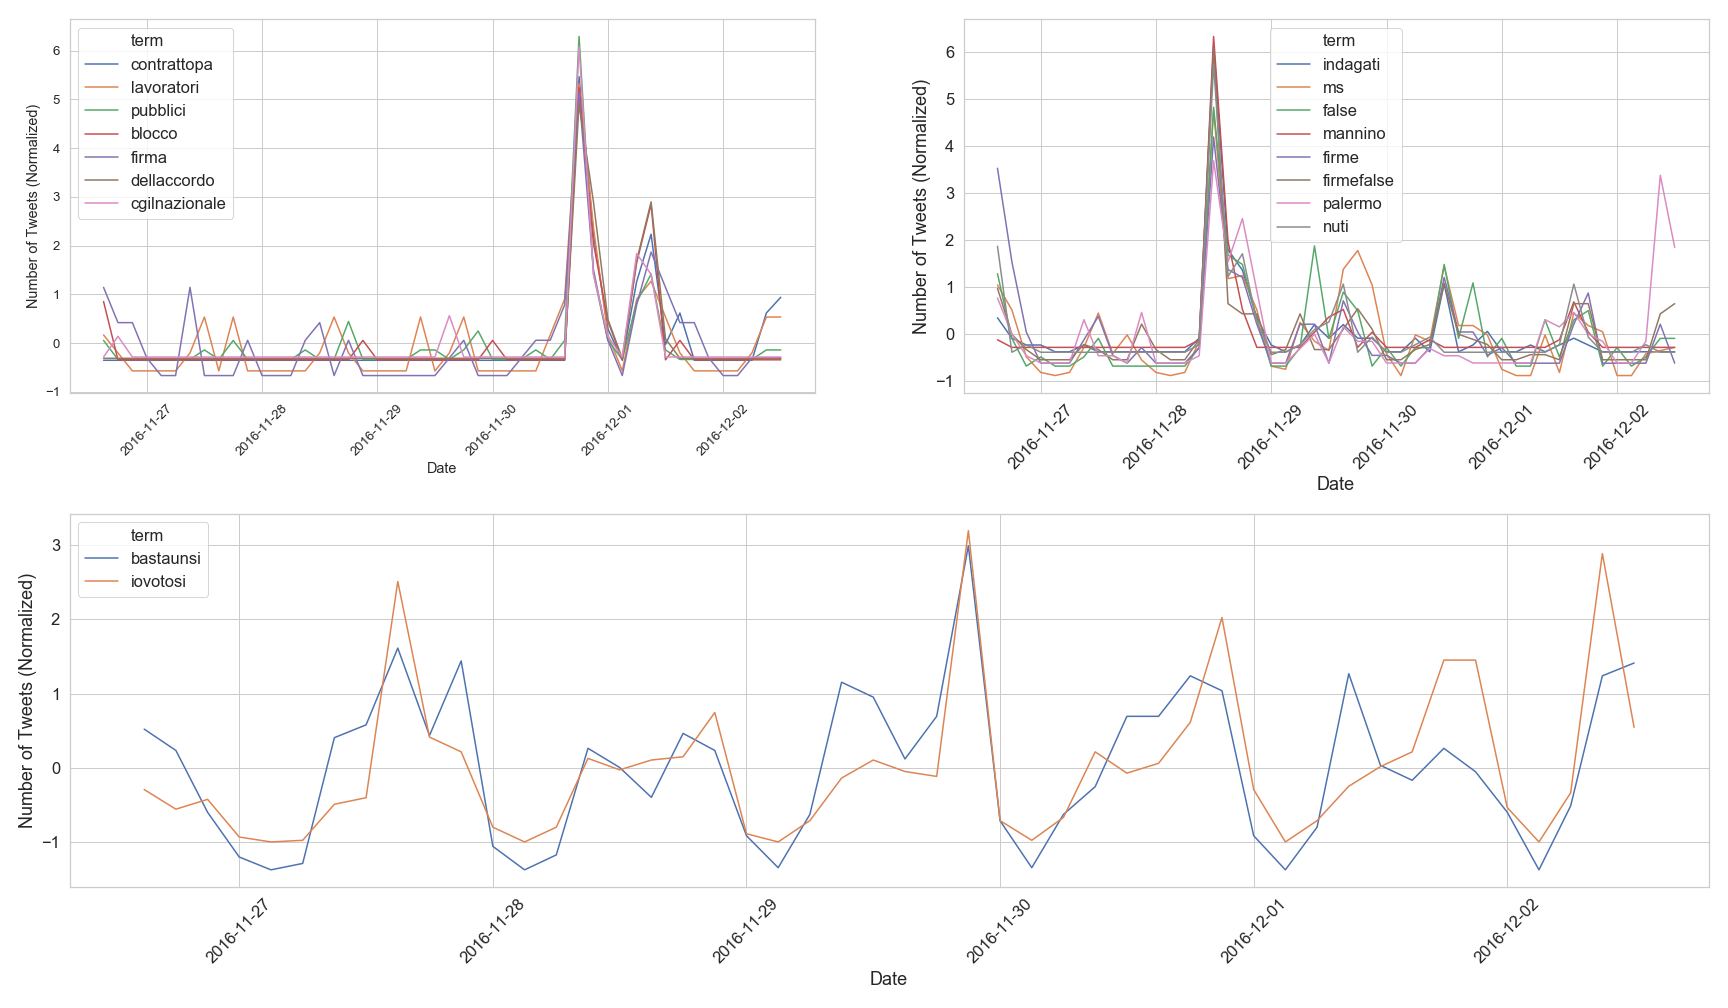 term
contrattopa
lavoratori
pubblici
blocco
firma
dellaccordo
cgilnazionale
Number of Tweets (Normalized)
6
5
4
3
2
1
0
−1
2016-11-27
2016-11-28
2016-11-29
2016-11-30
2016-12-01
2016-12-02
Date
term
indagati
ms
false
mannino
firme
firmefalse
palermo
nuti
Number of Tweets (Normalized)
6
5
4
3
2
1
0
−1
2016-11-27
2016-11-28
2016-11-29
2016-11-30
2016-12-01
2016-12-02
Date
term
bastaunsi
iovotosi
Number of Tweets (Normalized)
3
2
1
0
−1
2016-11-27
2016-11-28
2016-11-29
2016-11-30
2016-12-01
2016-12-02
Date